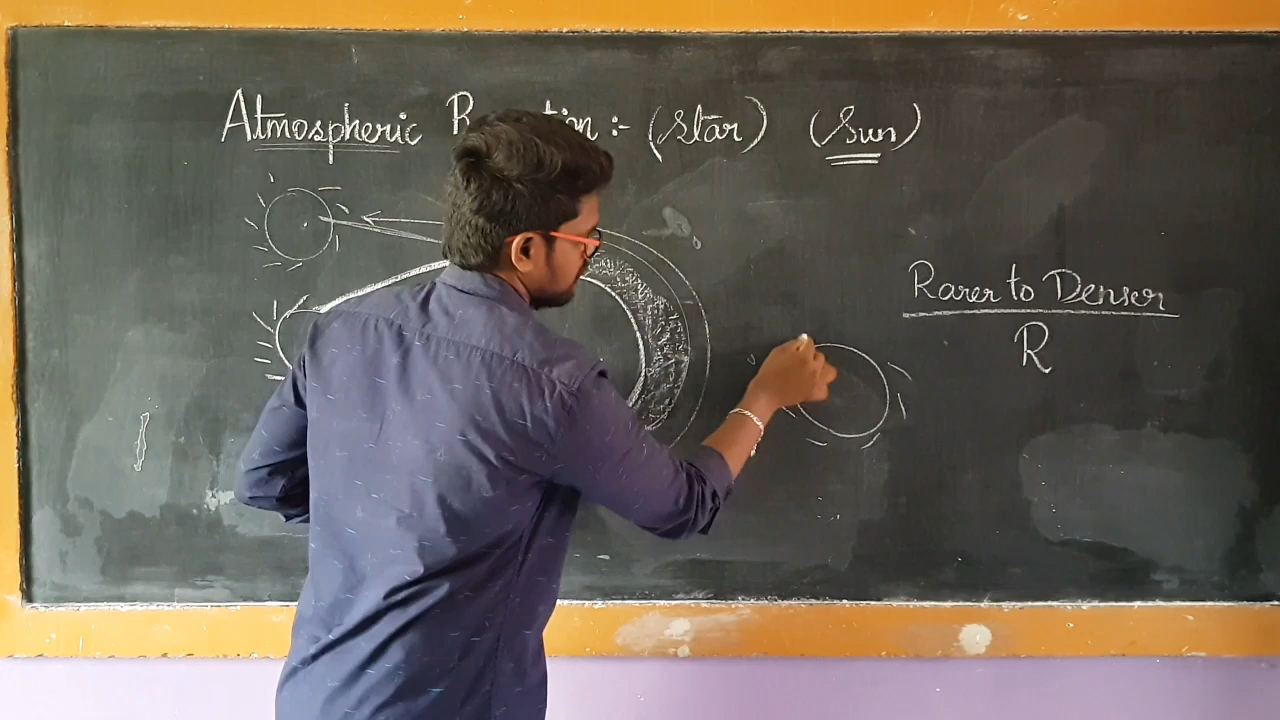 Atmospheric :- (Star) (Sun)
Rarer to Denser
R